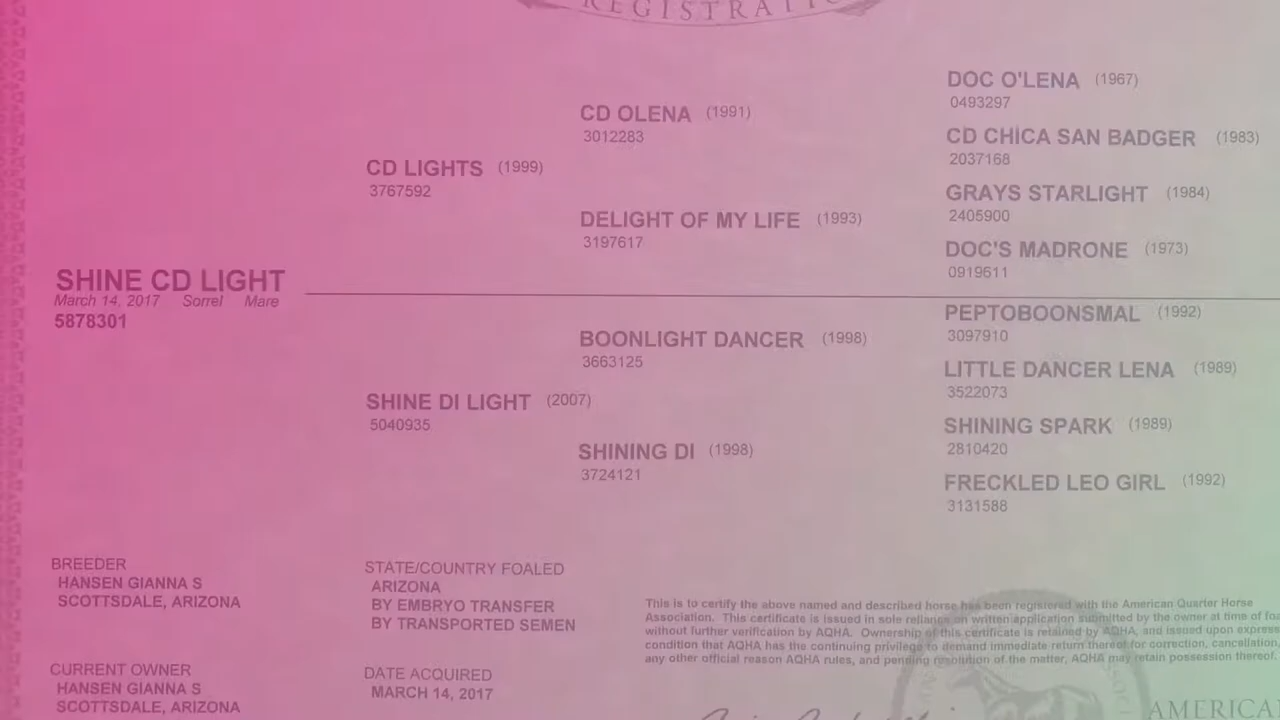 REGISTRATIO
DOC O'LENA (1967)
0493297
CD OLENA (1991)
3012283
CD CHICA SAN BADGER (1983)
2037168
CD LIGHTS (1999)
3767592
GRAYS STARLIGHT (1984)
2405900
DELIGHT OF MY LIFE (1993)
3197617
DOC'S MADRONE (1973)
0919611
SHINE CD LIGHT
March 14, 2017 Sorrel Mare
5878301
PEPTOBOONSMAL (1992)
3097910
BOONLIGHT DANCER (1998)
3663125
LITTLE DANCER LENA (1989)
3522073
SHINE DI LIGHT (2007)
5040935
SHINING SPARK (1989)
2810420
SHINING DI (1998)
3724121
FRECKLED LEO GIRL (1992)
3131588
BREEDER
HANSEN GIANNA S
SCOTTSDALE, ARIZONA
STATE/COUNTRY FOALED
ARIZONA
BY EMBRYO TRANSFER
BY TRANSPORTED SEMEN
This is to certify the above named and described horse has been registered with the American Quarter Horse
Association. This certificate is issued in sole reliance on written application submitted by the owner at time of foa
without further verification by AQHA. Ownership of this certificate is retained by AQHA, and issued upon express
condition that AQHA has the continuing privilege to demand immediate return thereof for correction, cancellation,
any other official reason AQHA rules, and pending resolution of the matter, AQHA may retain possession thereof.
CURRENT OWNER
HANSEN GIANNA S
SCOTTSDALE, ARIZONA
DATE ACQUIRED
MARCH 14, 2017
AMERICA